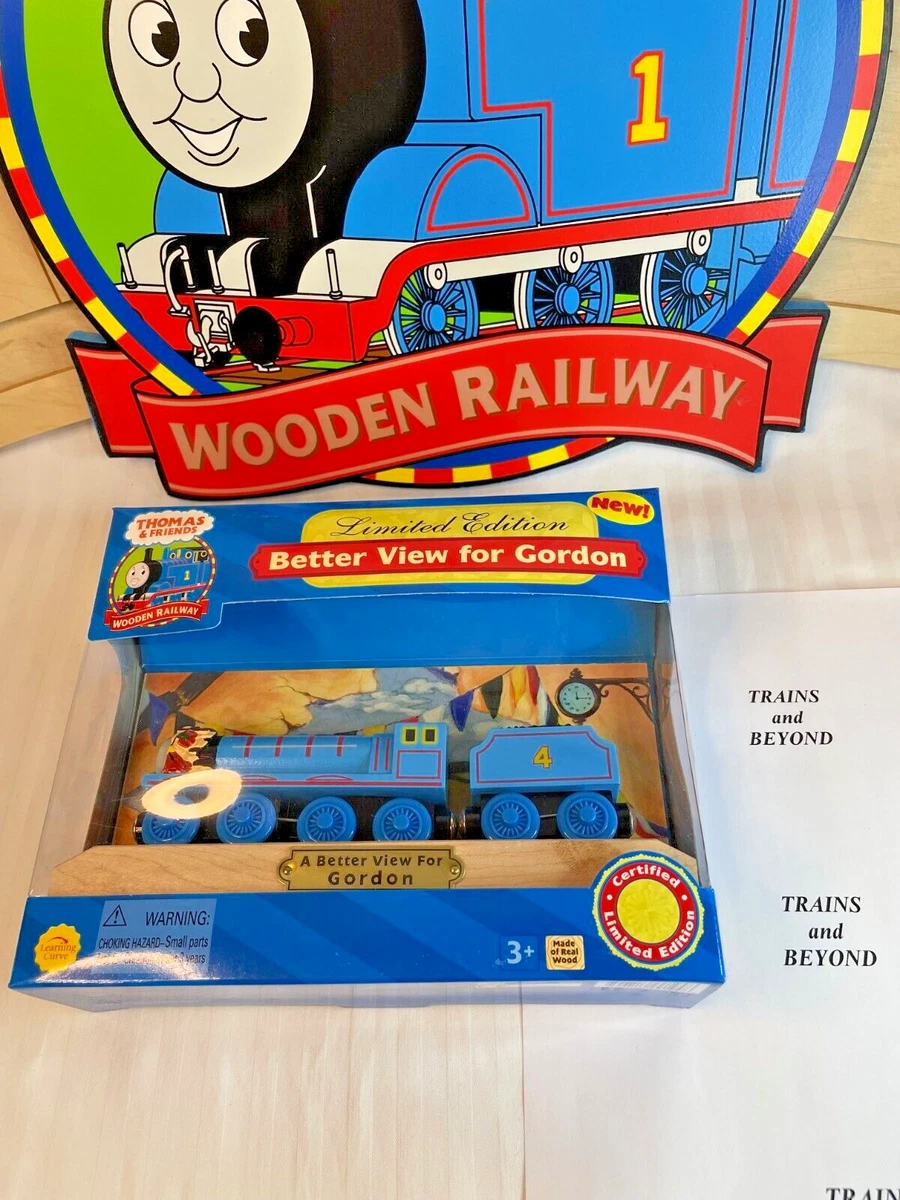 1
WOODEN RAILWAY
THOMAS
& FRIENDS
1
WOODEN RAILWAY
Limited Edition
New!
Better View for Gordon
4
A Better View For
Gordon
Learning
Curve
WARNING:
CHOKING HAZARD-Small parts
years
3+
Made
of Real
Wood
Certified
Limited Edition
TRAINS
and
BEYOND
TRAINS
and
BEYOND